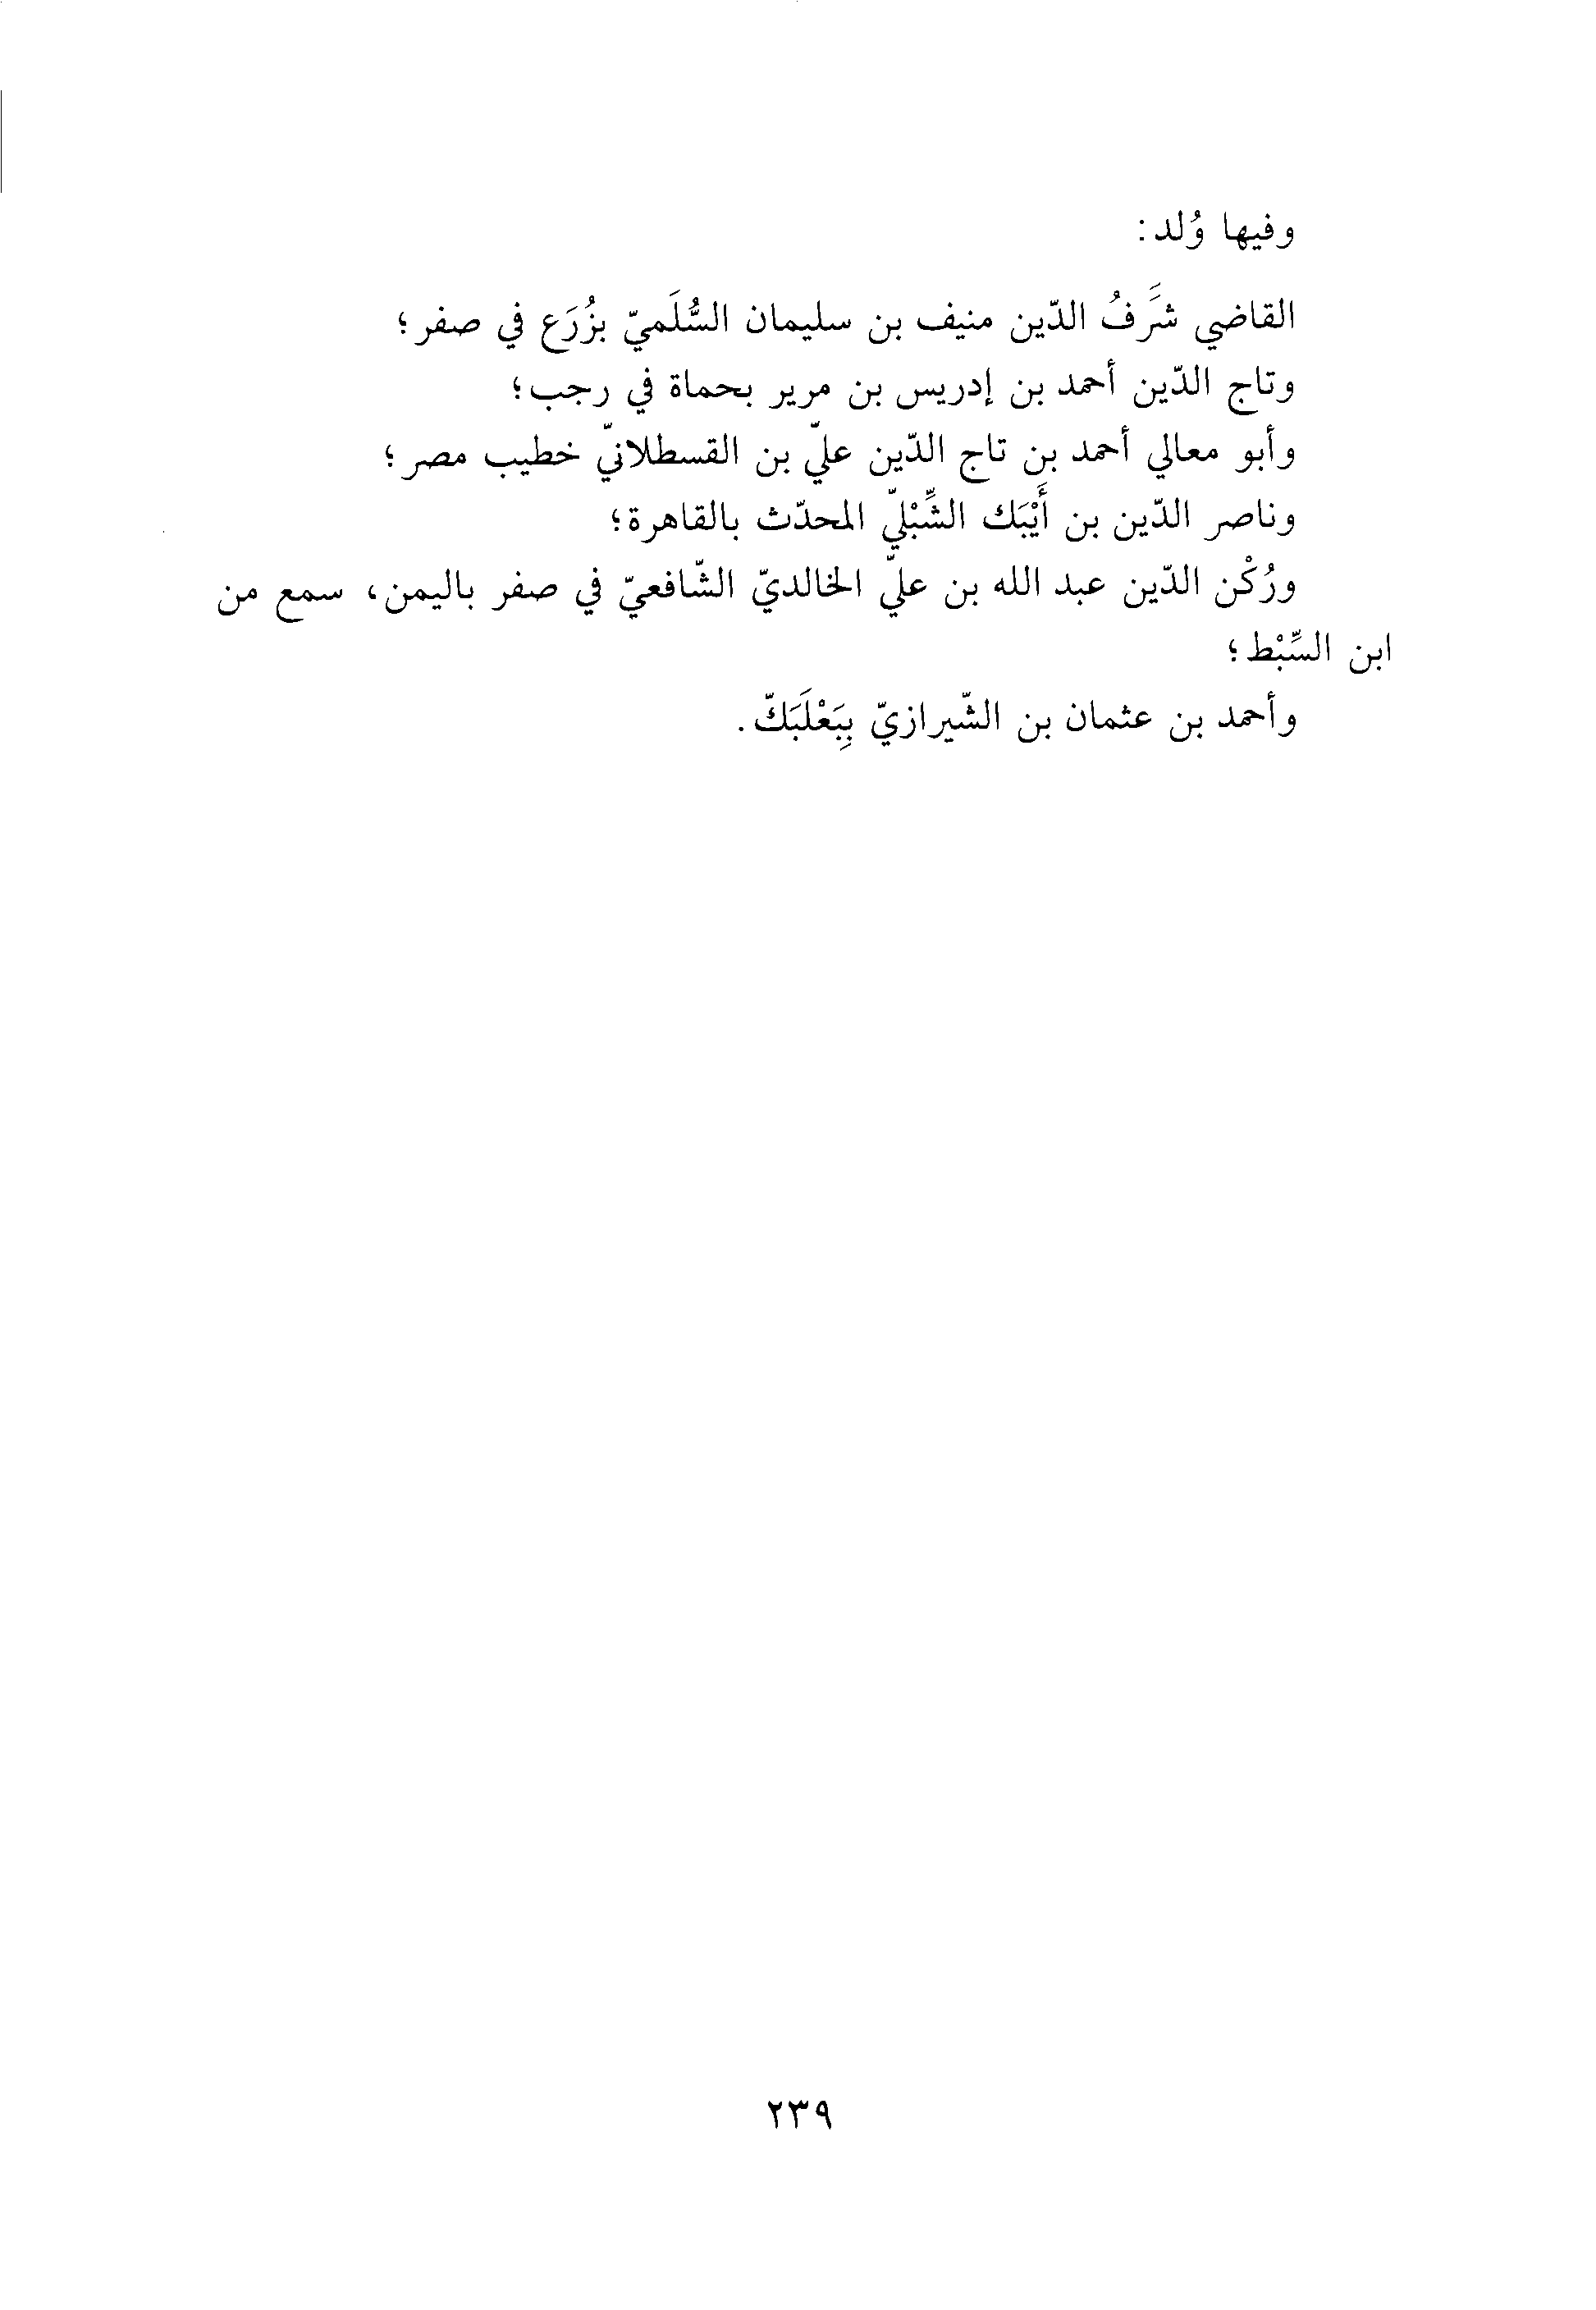 وفيها وُلد:
القاضي شَرَفُ الدّين منيف بن سليمان السُّلَميّ بزُرَع في صفر؛
وتاج الدّين أحمد بن إدريس بن مرير بحماة في رجب؛
وأبو معالي أحمد بن تاج الدّين عليّ بن القسطلانيّ خطيب مصر؛
وناصر الدّين بن أَيْبَك الشِّبْليّ المحدّث بالقاهرة؛
ورُكْن الدّين عبد الله بن عليّ الخالديّ الشّافعيّ في صفر باليمن، سمع من
ابن السِّبْط؛
وأحمد بن عثمان بن الشّيرازيّ بِبَعْلَبَكّ.
٢٣٩